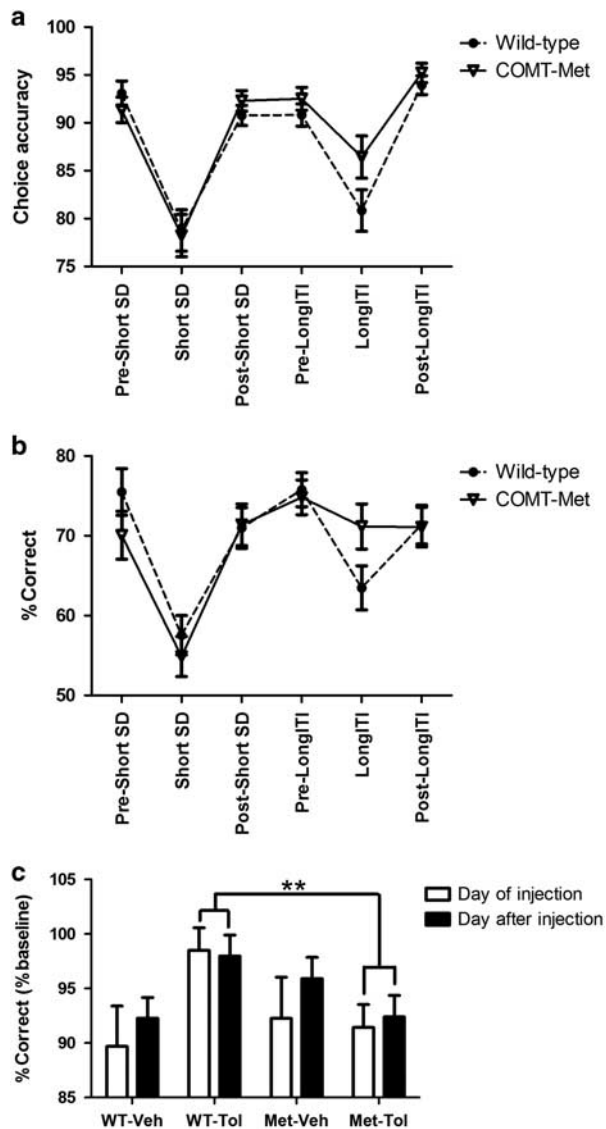 a
Wild-type
COMT-Met
Choice accuracy
100
95
90
85
80
75
Pre-Short SD
Short SD
Post-Short SD
Pre-LongITI
LongITI
Post-LongITI
b
Wild-type
COMT-Met
%Correct
80
70
60
50
Pre-Short SD
Short SD
Post-Short SD
Pre-LongITI
LongITI
Post-LongITI
c
Day of injection
Day after injection
**
%Correct (%baseline)
105
100
95
90
85
WT-Veh
WT-Tol
Met-Veh
Met-Tol